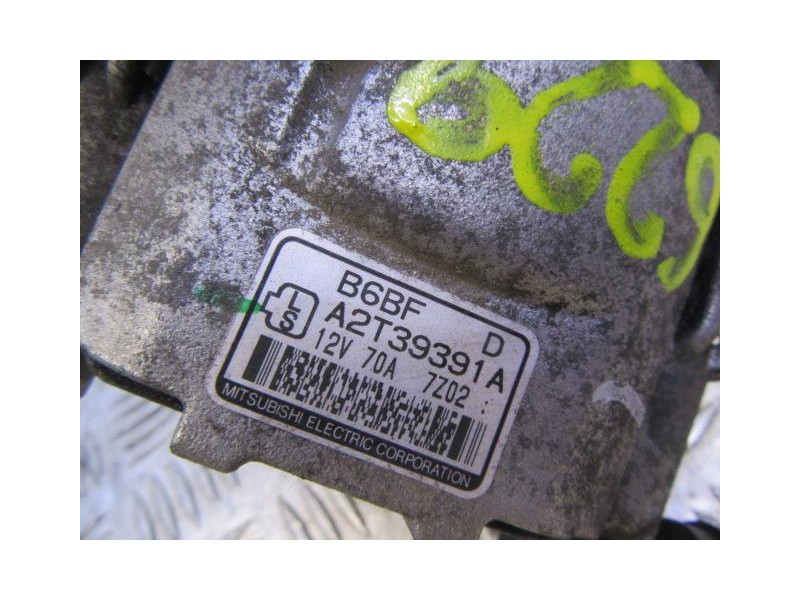 B6BF D
A2T39391A
12V 70A 7Z02 :
L
S
MITSUBISHI ELECTRIC CORPORATION